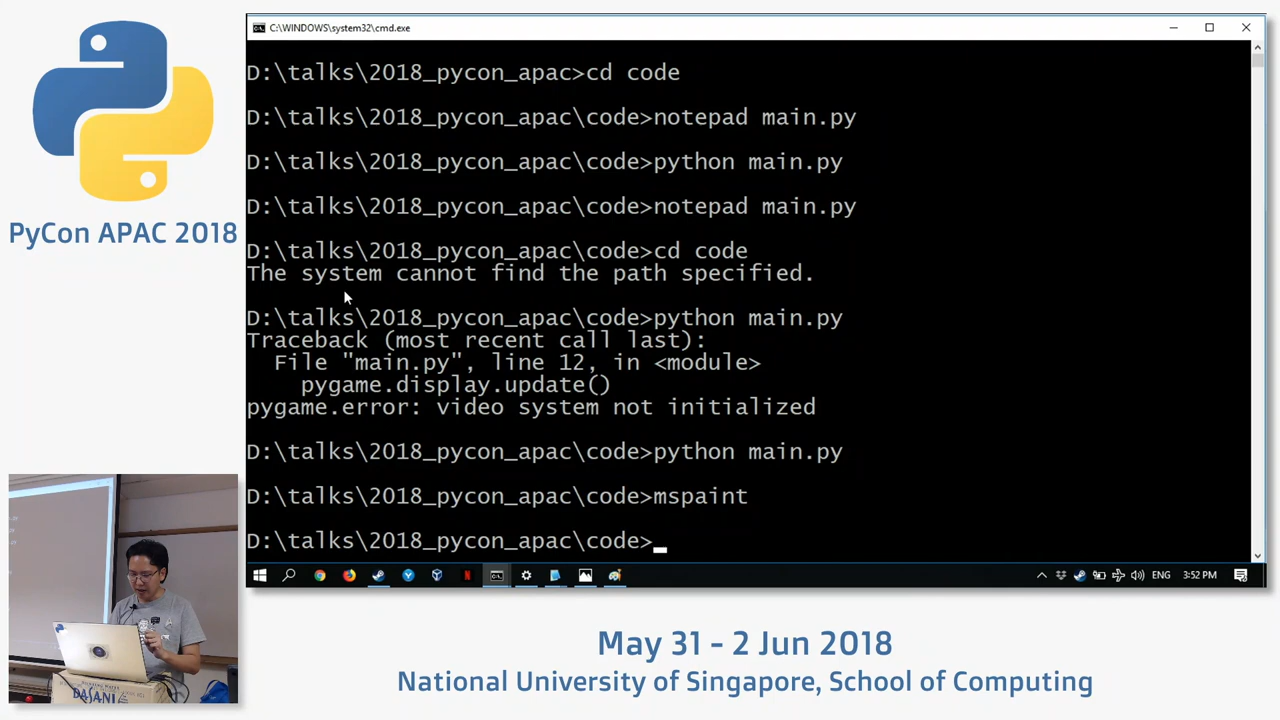 C:\WINDOWS\system32\cmd.exe
D:\talks\2018_pycon_apac>cd code
D:\talks\2018_pycon_apac\code>notepad main.py
D:\talks\2018_pycon_apac\code>python main.py
D:\talks\2018_pycon_apac\code>notepad main.py
D:\talks\2018_pycon_apac\code>cd code
The system cannot find the path specified.
D:\talks\2018_pycon_apac\code>python main.py
Traceback (most recent call last):
File "main.py", line 12, in <module>
pygame.display.update()
pygame.error: video system not initialized
D:\talks\2018_pycon_apac\code>python main.py
D:\talks\2018_pycon_apac\code>mspaint
D:\talks\2018_pycon_apac\code>
ENG
3:52 PM
PyCon APAC 2018
DASANI
May 31 - 2 Jun 2018
National University of Singapore, School of Computing